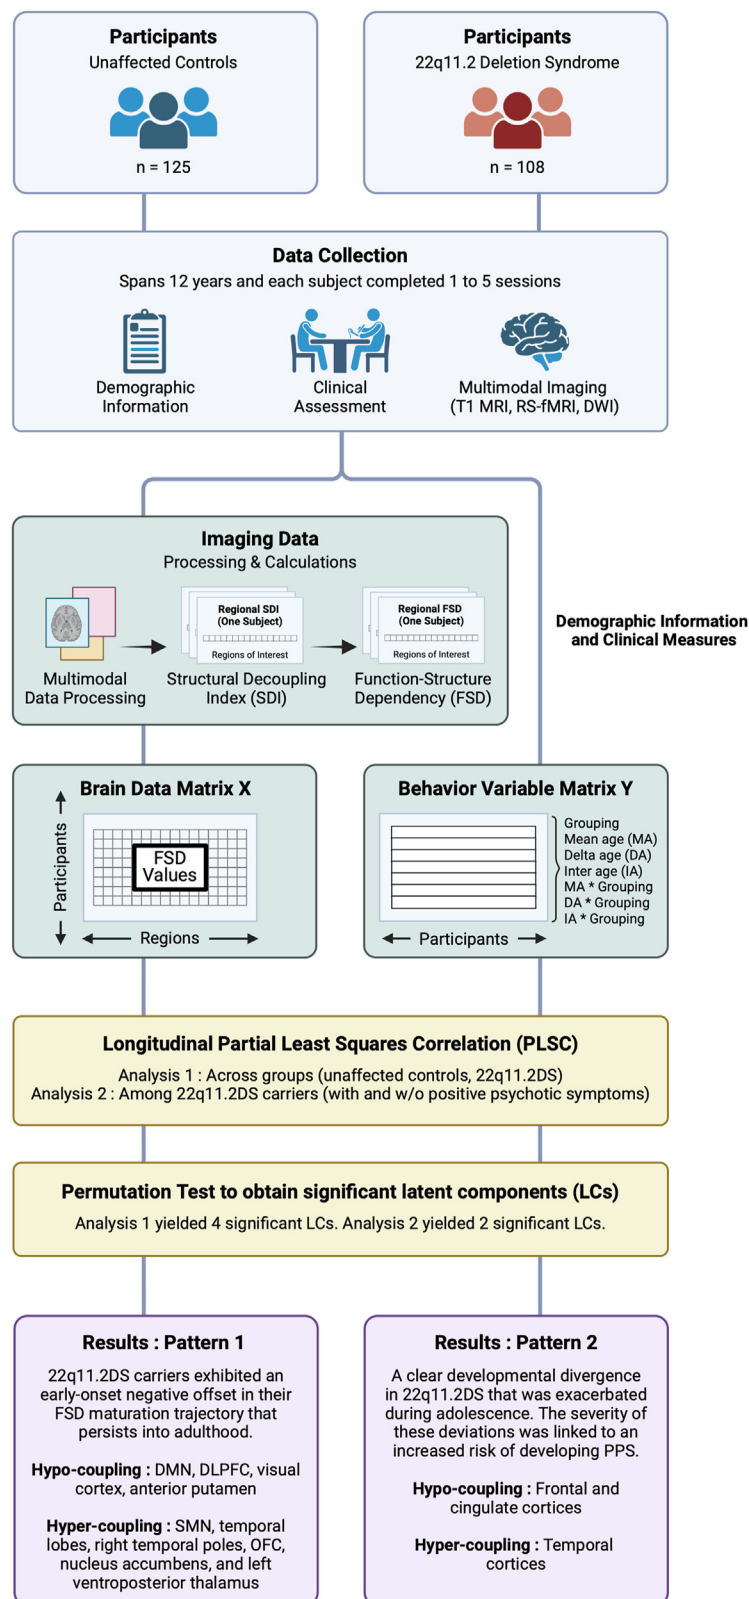 Participants
Unaffected Controls
n = 125
Participants
22q11.2 Deletion Syndrome
n = 108
Data Collection
Spans 12 years and each subject completed 1 to 5 sessions
Demographic
Information
Clinical
Assessment
Multimodal Imaging
(T1 MRI, RS-fMRI, DWI)
Imaging Data
Processing & Calculations
Multimodal
Data Processing
Regional SDI
(One Subject)
Regions of Interest
Structural Decoupling
Index (SDI)
Regional FSD
(One Subject)
Regions of Interest
Function-Structure
Dependency (FSD)
Demographic Information
and Clinical Measures
Brain Data Matrix X
Participants
FSD
Values
Regions
Behavior Variable Matrix Y
Grouping
Mean age (MA)
Delta age (DA)
Inter age (IA)
MA * Grouping
DA * Grouping
IA * Grouping
Participants
Longitudinal Partial Least Squares Correlation (PLSC)
Analysis 1 : Across groups (unaffected controls, 22q11.2DS)
Analysis 2 : Among 22q11.2DS carriers (with and w/o positive psychotic symptoms)
Permutation Test to obtain significant latent components (LCs)
Analysis 1 yielded 4 significant LCs. Analysis 2 yielded 2 significant LCs.
Results : Pattern 1
22q11.2DS carriers exhibited an
early-onset negative offset in their
FSD maturation trajectory that
persists into adulthood.
Hypo-coupling : DMN, DLPFC, visual
cortex, anterior putamen
Hyper-coupling : SMN, temporal
lobes, right temporal poles, OFC,
nucleus accumbens, and left
ventroposterior thalamus
Results : Pattern 2
A clear developmental divergence
in 22q11.2DS that was exacerbated
during adolescence. The severity of
these deviations was linked to an
increased risk of developing PPS.
Hypo-coupling : Frontal and
cingulate cortices
Hyper-coupling : Temporal
cortices